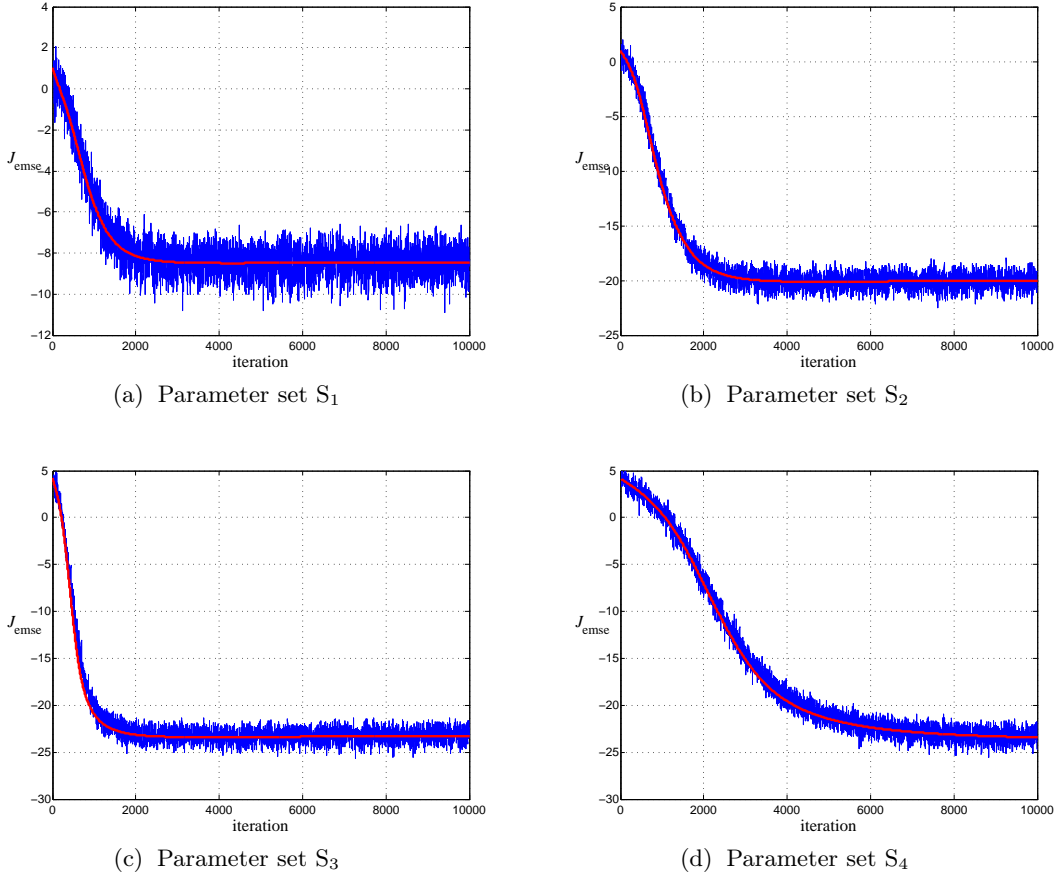 4
2
0
−2
−4
−6
−8
−10
−12
J_emse
0 2000 4000 6000 8000 10000
iteration
(a) Parameter set S₁
0
−5
−10
−15
−20
−25
J_emse
0 2000 4000 6000 8000 10000
iteration
(b) Parameter set S₂
5
0
−5
−10
−15
−20
−25
−30
J_emse
0 2000 4000 6000 8000 10000
iteration
(c) Parameter set S₃
5
0
−5
−10
−15
−20
−25
−30
J_emse
0 2000 4000 6000 8000 10000
iteration
(d) Parameter set S₄